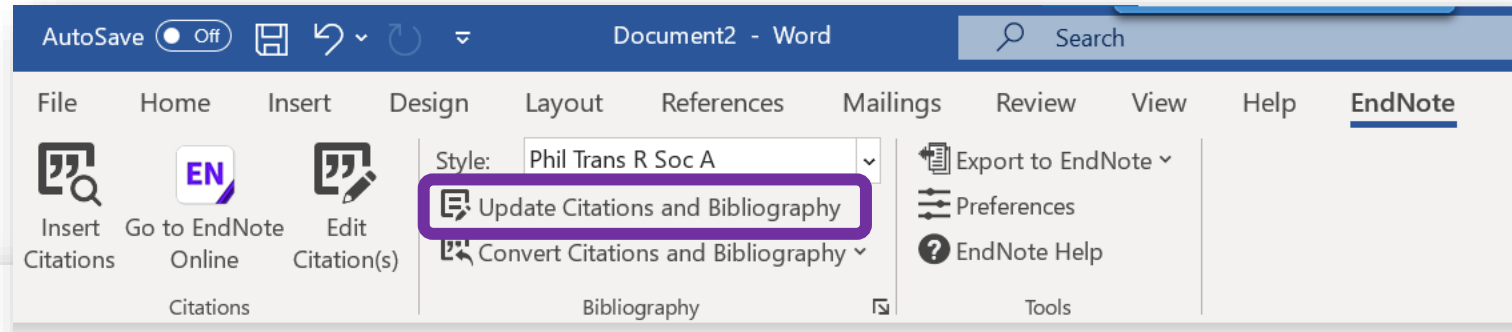 AutoSave Off Document2 - Word Search
File Home Insert Design Layout References Mailings Review View Help EndNote
Insert Citations
EN Go to EndNote Online
Edit Citation(s)
Citations
Style: Phil Trans R Soc A
Update Citations and Bibliography
Convert Citations and Bibliography
Bibliography
Export to EndNote
Preferences
EndNote Help
Tools